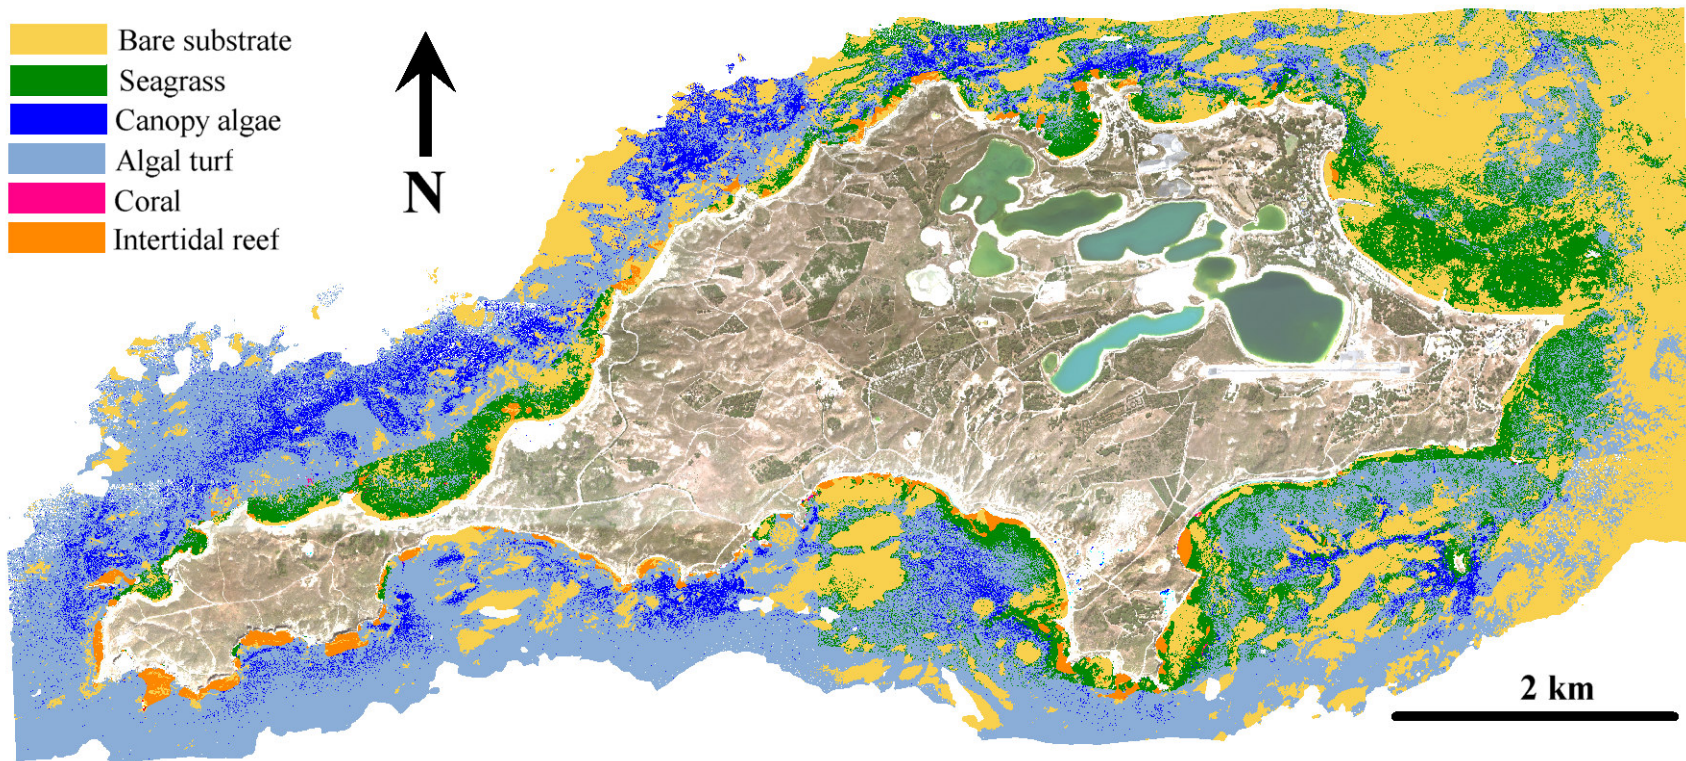 Bare substrate
Seagrass
Canopy algae
Algal turf
Coral
Intertidal reef
N
2 km